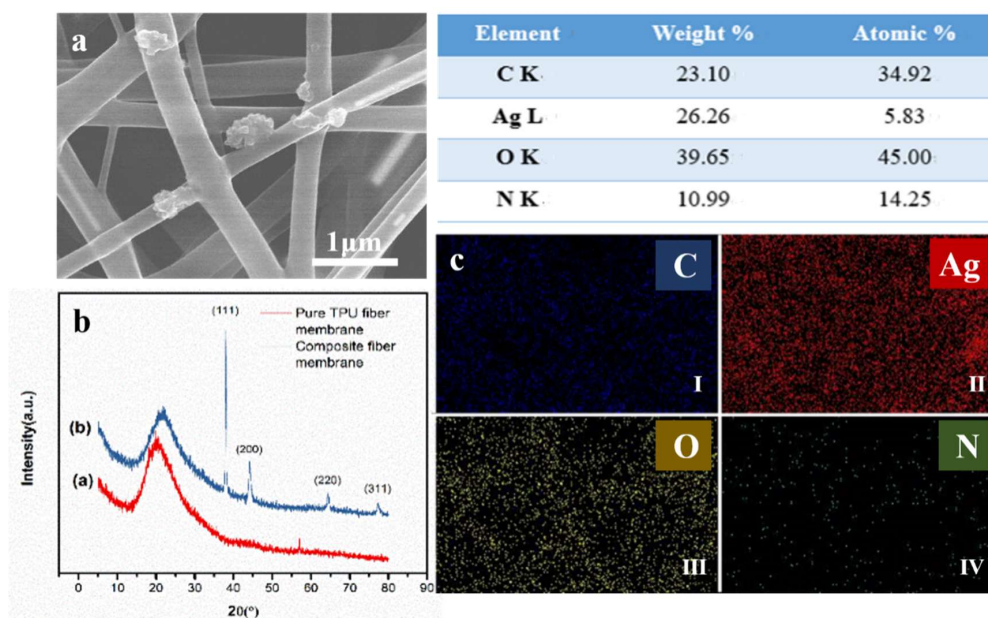 a
1μm
Element Weight % Atomic %
C K 23.10 34.92
Ag L 26.26 5.83
O K 39.65 45.00
N K 10.99 14.25
b
(111)
Pure TPU fiber
membrane
Composite fiber
membrane
(b)
(200)
(a)
(220)
(311)
Intensity(a.u.)
0 10 20 30 40 50 60 70 80 90
2θ(°)
c
C
I
Ag
II
O
III
N
IV